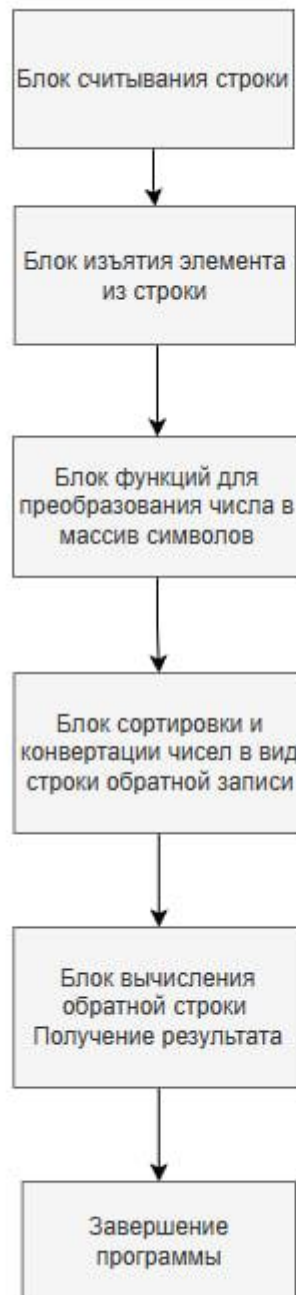 Блок считывания строки
Блок изъятия элемента
из строки
Блок функций для
преобразования числа в
массив символов
Блок сортировки и
конвертации чисел в вид
строки обратной записи
Блок вычисления
обратной строки
Получение результата
Завершение
программы